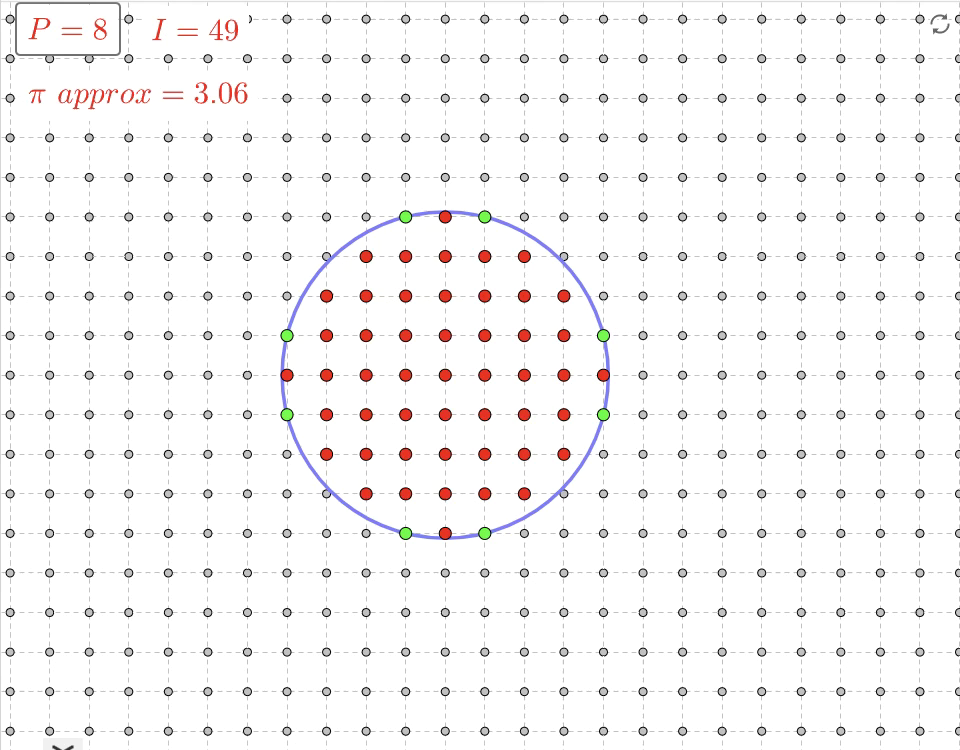 P = 8 I = 49
π approx = 3.06